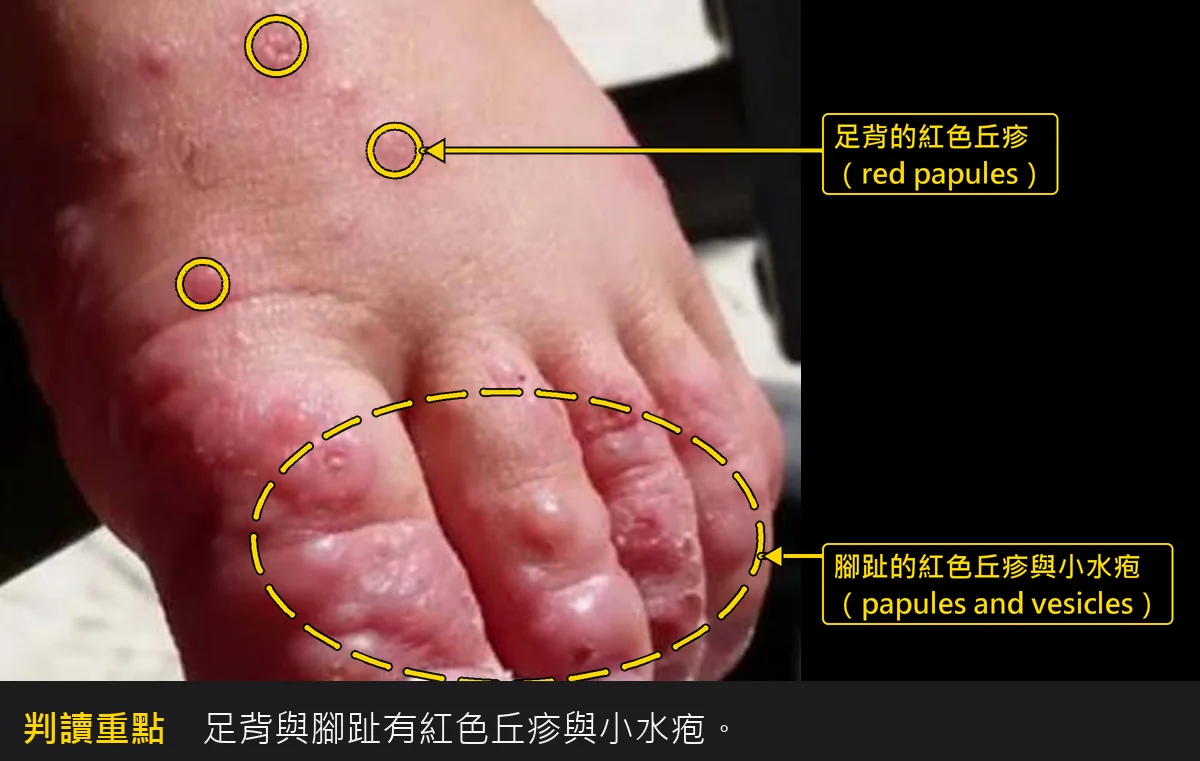 足背的紅色丘疹
（red papules）
腳趾的紅色丘疹與小水疱
（papules and vesicles）
判讀重點 足背與腳趾有紅色丘疹與小水疱。